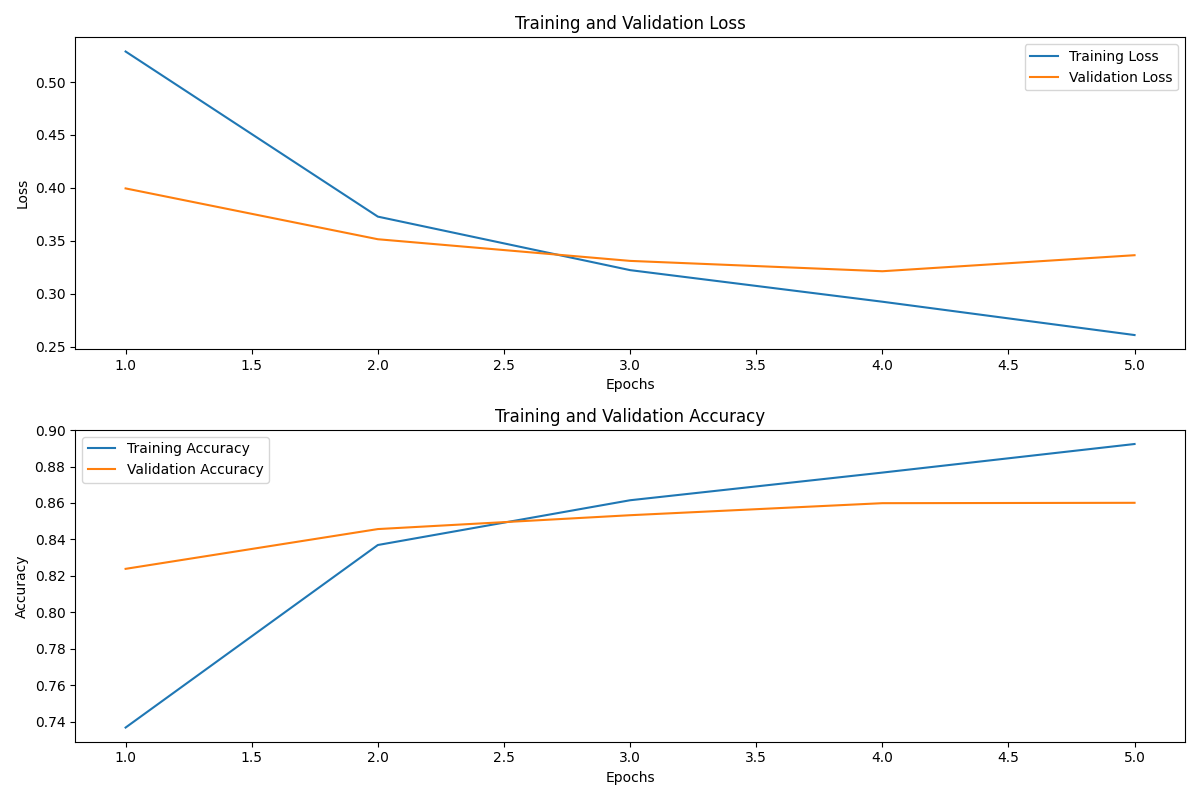 Training and Validation Loss
Training Loss
Validation Loss
0.50
0.45
0.40
0.35
0.30
0.25
Loss
1.0 1.5 2.0 2.5 3.0 3.5 4.0 4.5 5.0
Epochs
Training and Validation Accuracy
Training Accuracy
Validation Accuracy
0.90
0.88
0.86
0.84
0.82
0.80
0.78
0.76
0.74
Accuracy
1.0 1.5 2.0 2.5 3.0 3.5 4.0 4.5 5.0
Epochs